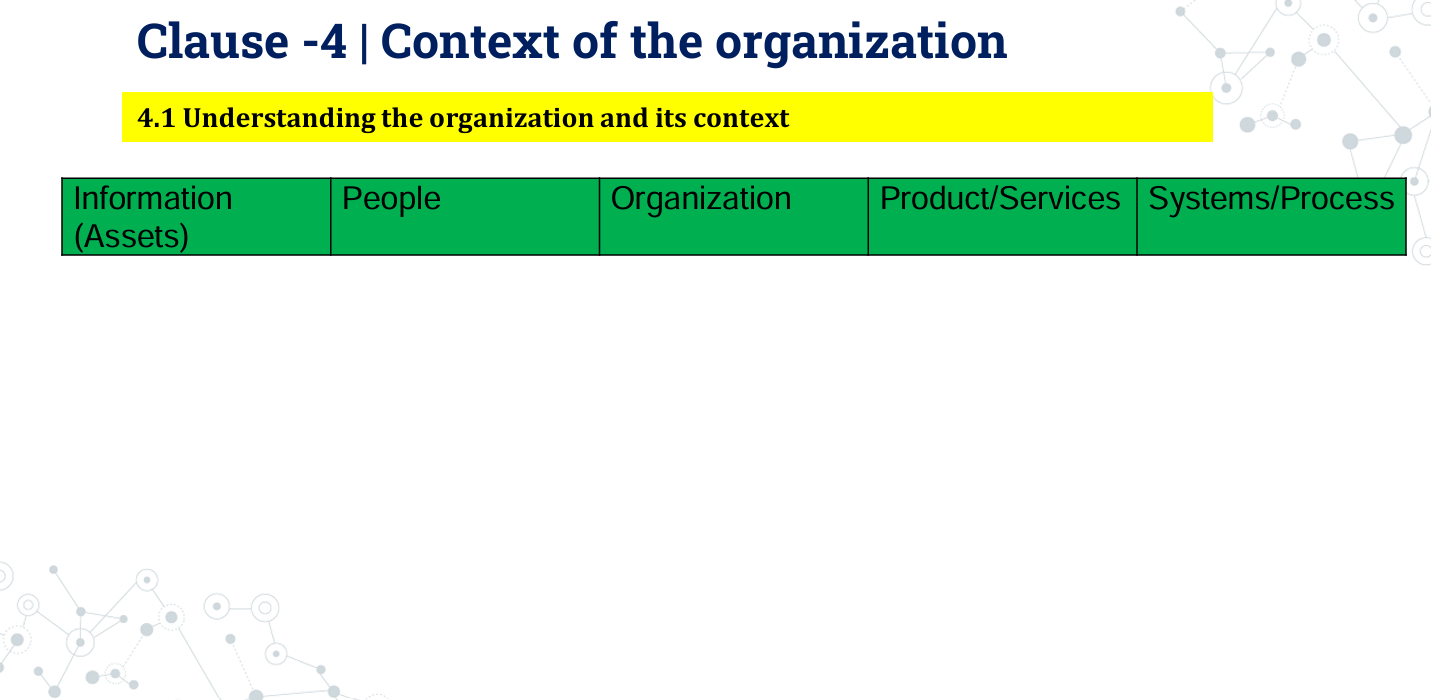 Clause -4 | Context of the organization
4.1 Understanding the organization and its context
Information (Assets)
People
Organization
Product/Services
Systems/Process